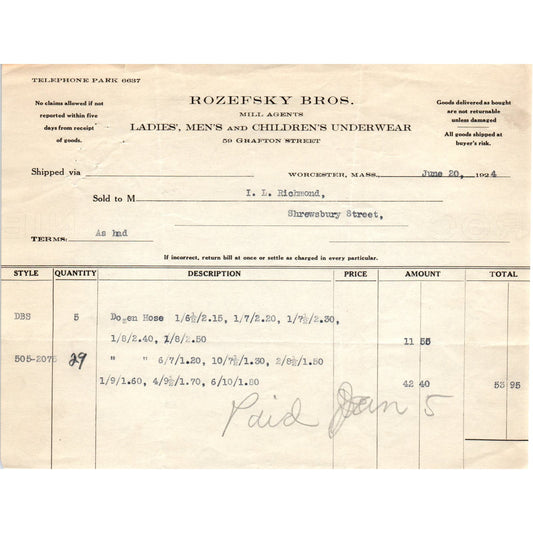 TELEPHONE PARK 6637
No claims allowed if not
reported within five
days from receipt
of goods.
ROZEFSKY BROS.
MILL AGENTS
LADIES', MEN'S AND CHILDREN'S UNDERWEAR
59 GRAFTON STREET
Goods delivered as bought
are not returnable
unless damaged
All goods shipped at
buyer's risk.
Shipped via
WORCESTER, MASS., June 20, 1924
Sold to M I. L. Richmond,
Shrewsbury Street,
TERMS: As Ind
If incorrect, return bill at once or settle as charged in every particular.
STYLE QUANTITY DESCRIPTION PRICE AMOUNT TOTAL
DBS 5 Dozen Hose 1/6½/2.15, 1/7/2.20, 1/7½/2.30,
1/8/2.40, 1/8/2.50 11 55
505-2075 29 " " 6/7/1.20, 10/7½/1.30, 2/8½/1.50
1/9/1.60, 4/9½/1.70, 6/10/1.80 42 40 53 95
Paid Jan 5